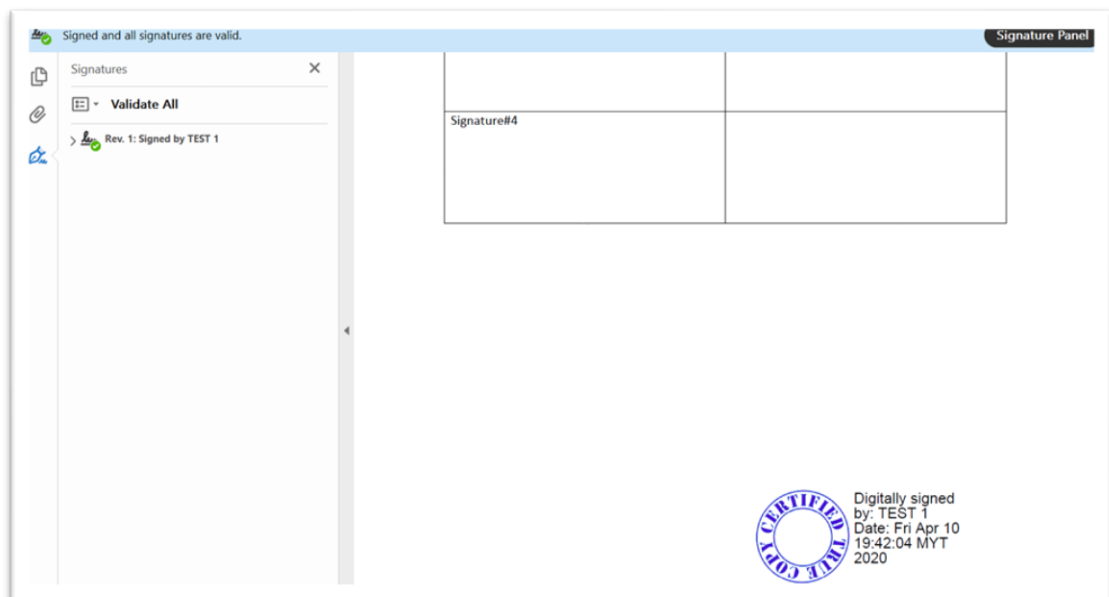 Signed and all signatures are valid.
Signature Panel
Signatures
Validate All
Rev. 1: Signed by TEST 1
Signature#4
CERTIFIED TRUE COPY
Digitally signed
by: TEST 1
Date: Fri Apr 10
19:42:04 MYT
2020